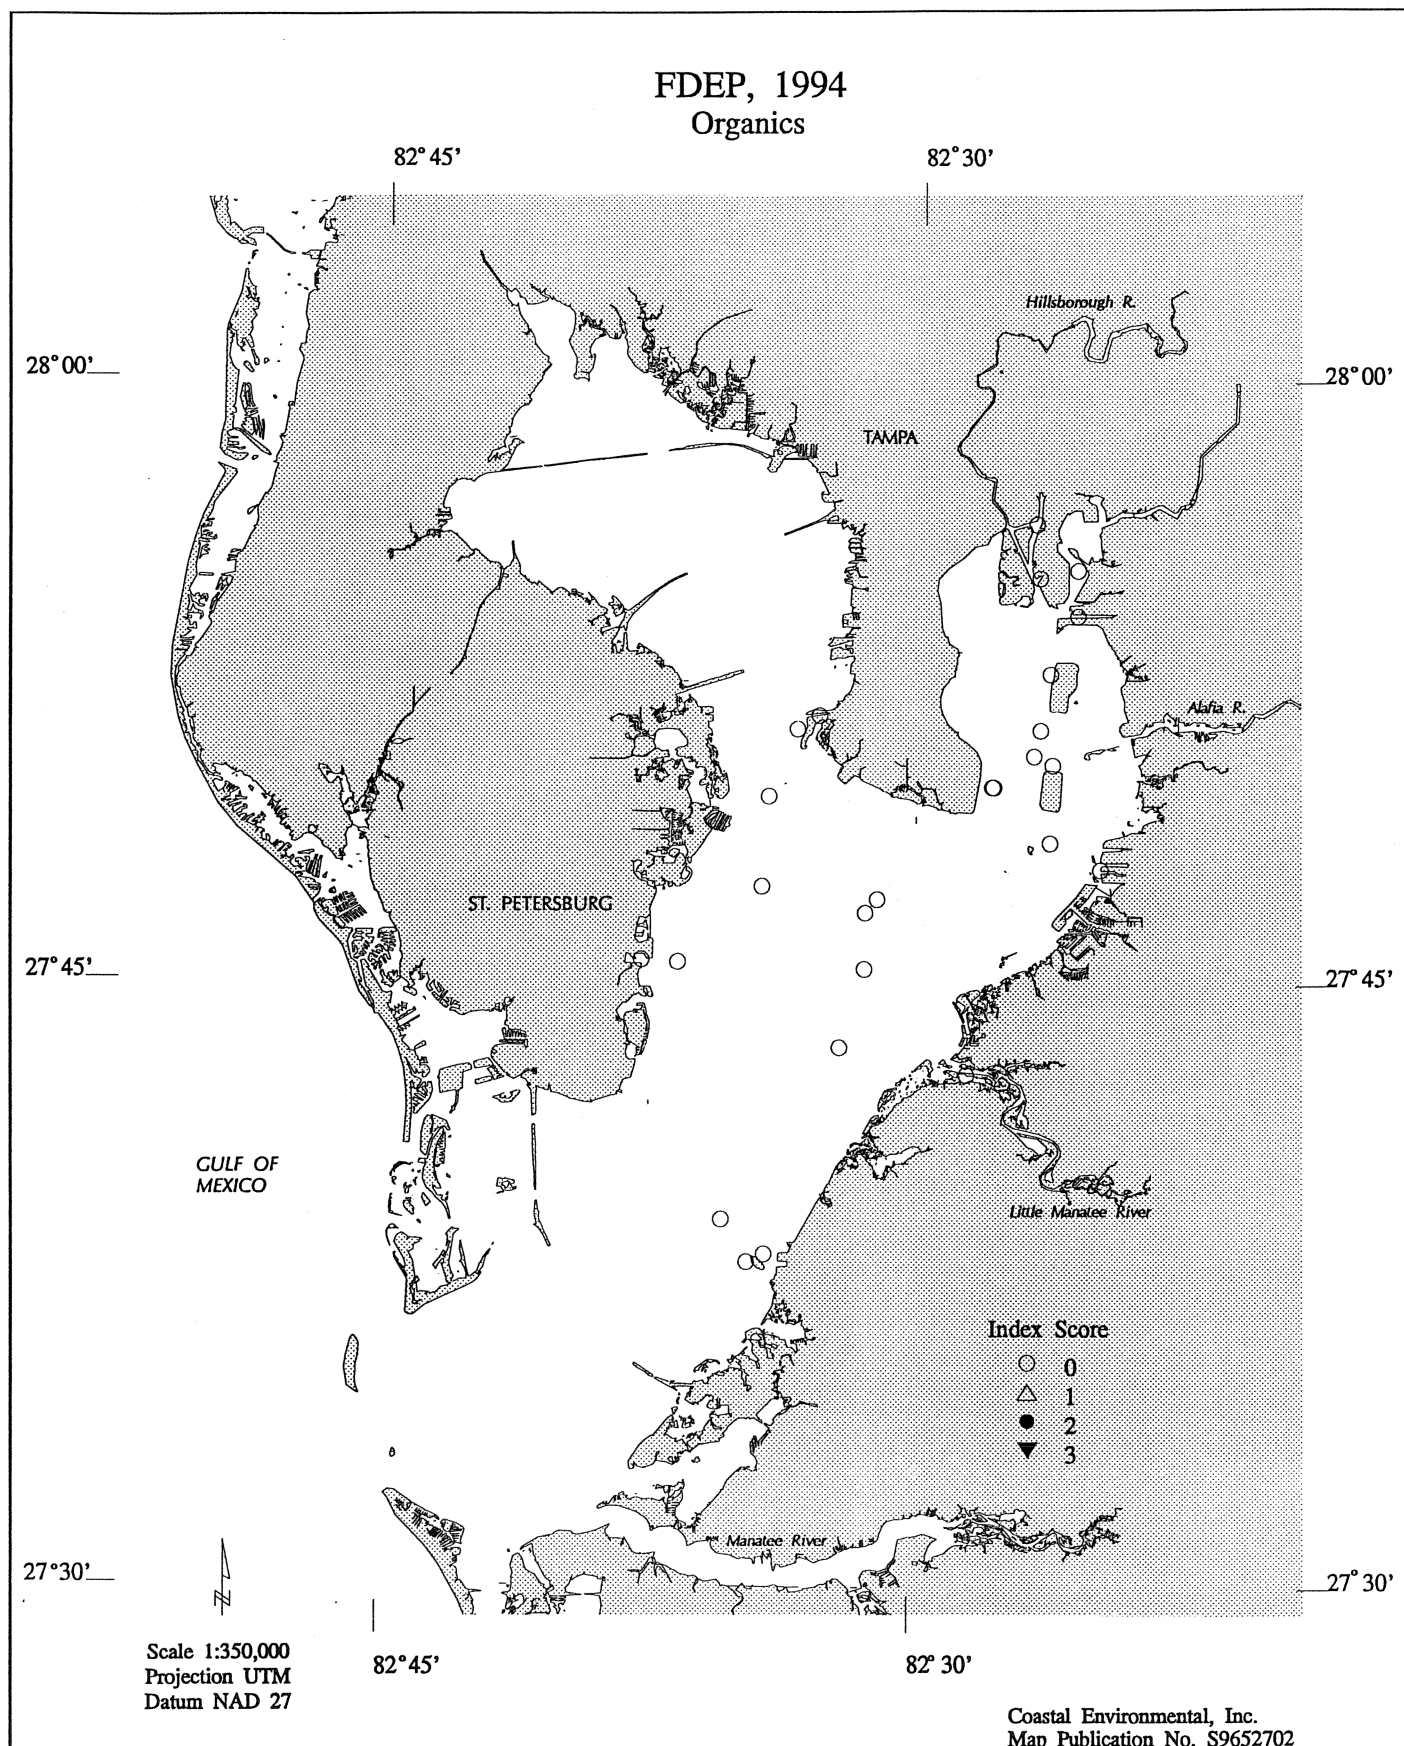 FDEP, 1994
Organics
82°45'
82°30'
Hillsborough R.
28°00'
28°00'
TAMPA
Alafia R.
ST. PETERSBURG
27°45'
27°45'
GULF OF
MEXICO
Little Manatee River
Index Score
0
1
2
3
Manatee River
27°30'
27°30'
N
Scale 1:350,000
Projection UTM
Datum NAD 27
82°45'
82°30'
Coastal Environmental, Inc.
Map Publication No. S9652702